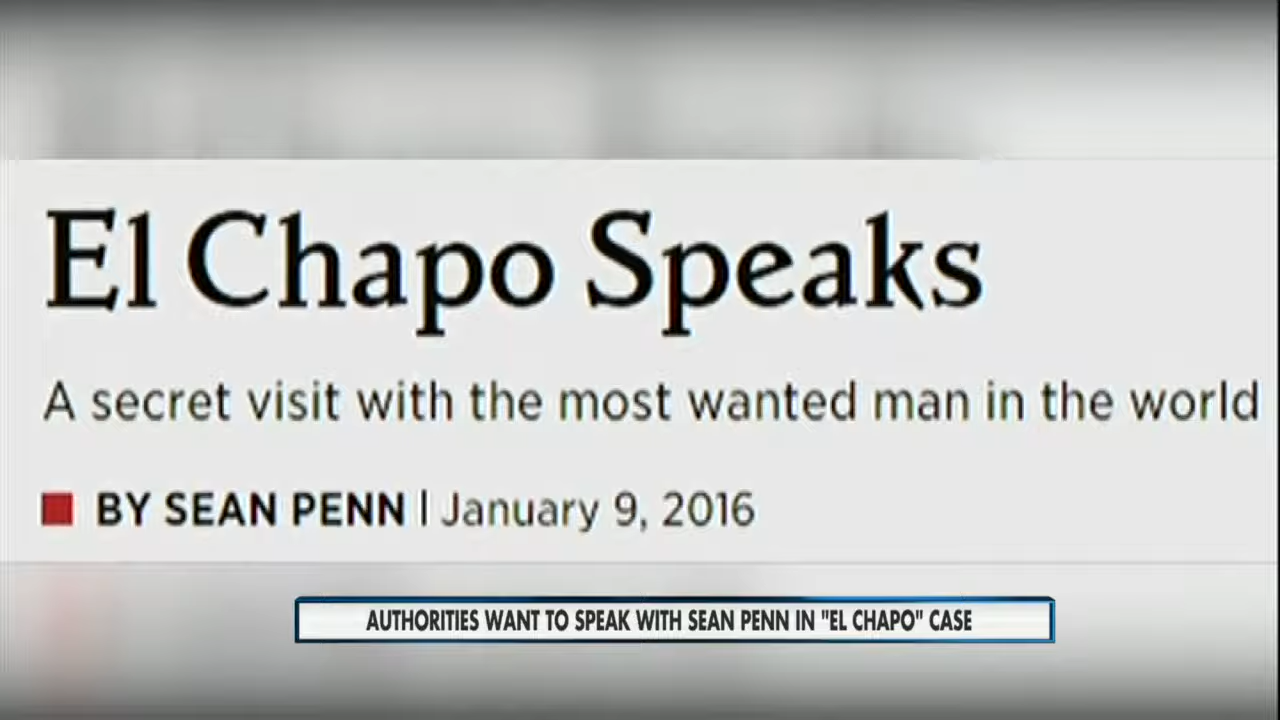 El Chapo Speaks
A secret visit with the most wanted man in the world
BY SEAN PENN | January 9, 2016
AUTHORITIES WANT TO SPEAK WITH SEAN PENN IN "EL CHAPO" CASE